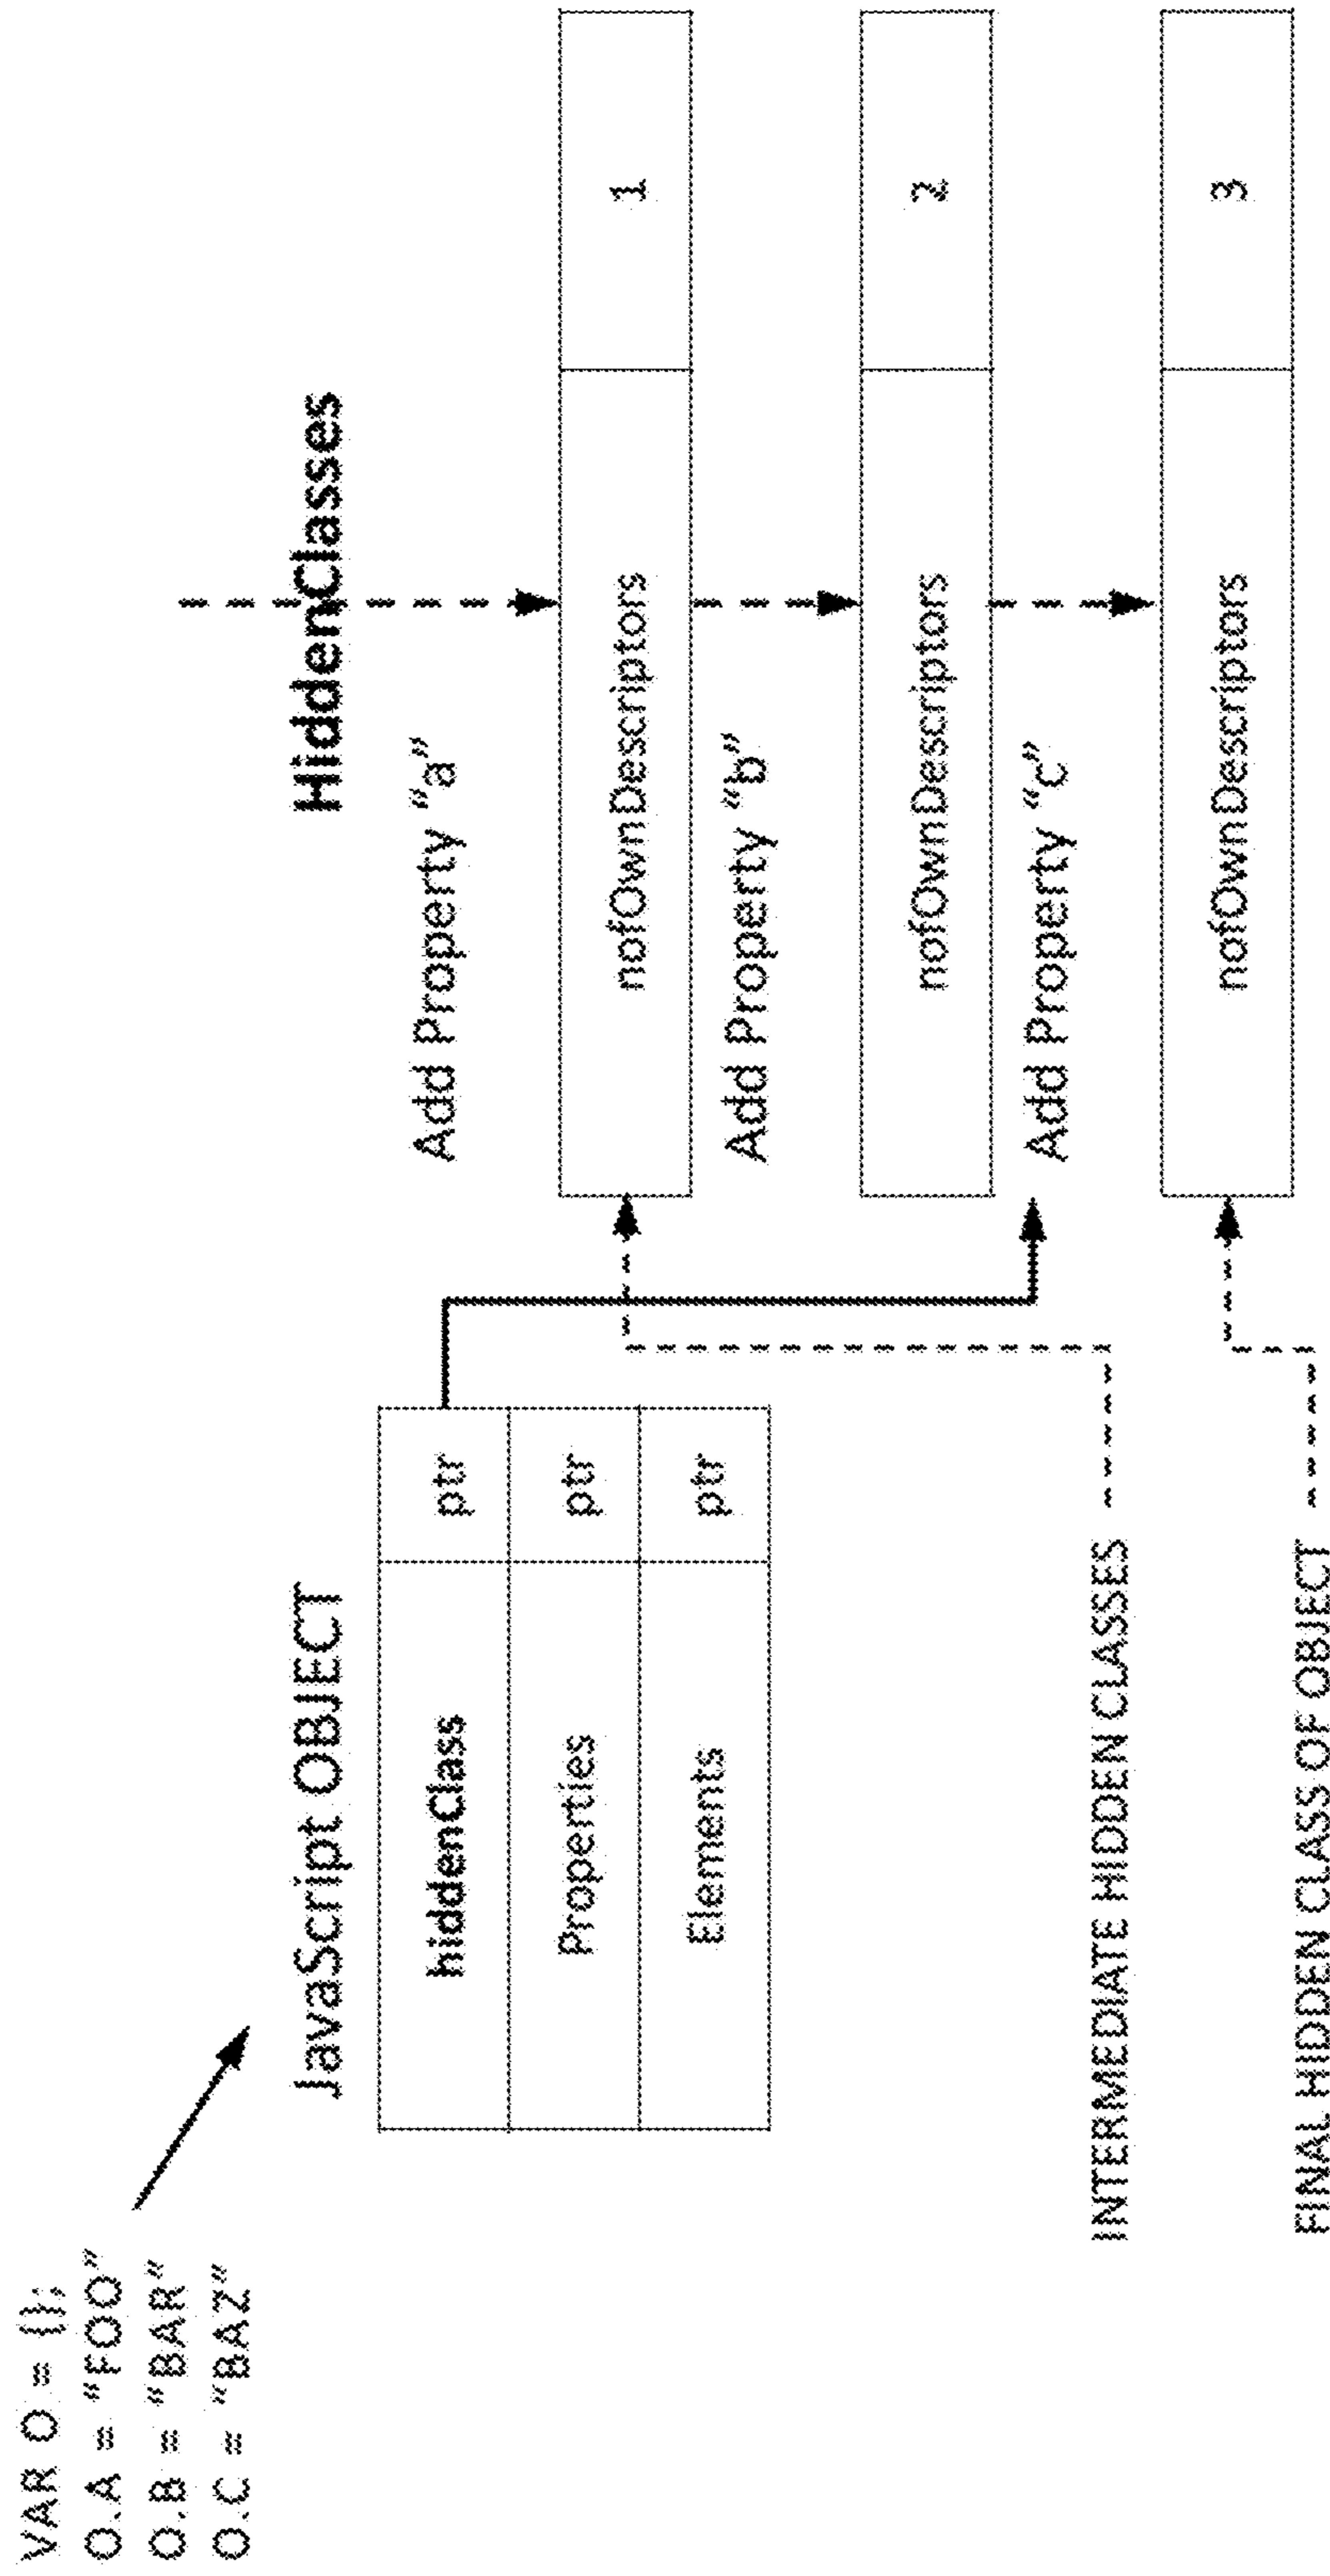 VAR O = {};
O.A = "FOO"
O.B = "BAR"
O.C = "BAZ"
JavaScript OBJECT
hiddenClass ptr
Properties ptr
Elements ptr
INTERMEDIATE HIDDEN CLASSES
FINAL HIDDEN CLASS OF OBJECT
HiddenClasses
Add Property "a"
nofOwnDescriptors 1
Add Property "b"
nofOwnDescriptors 2
Add Property "c"
nofOwnDescriptors 3